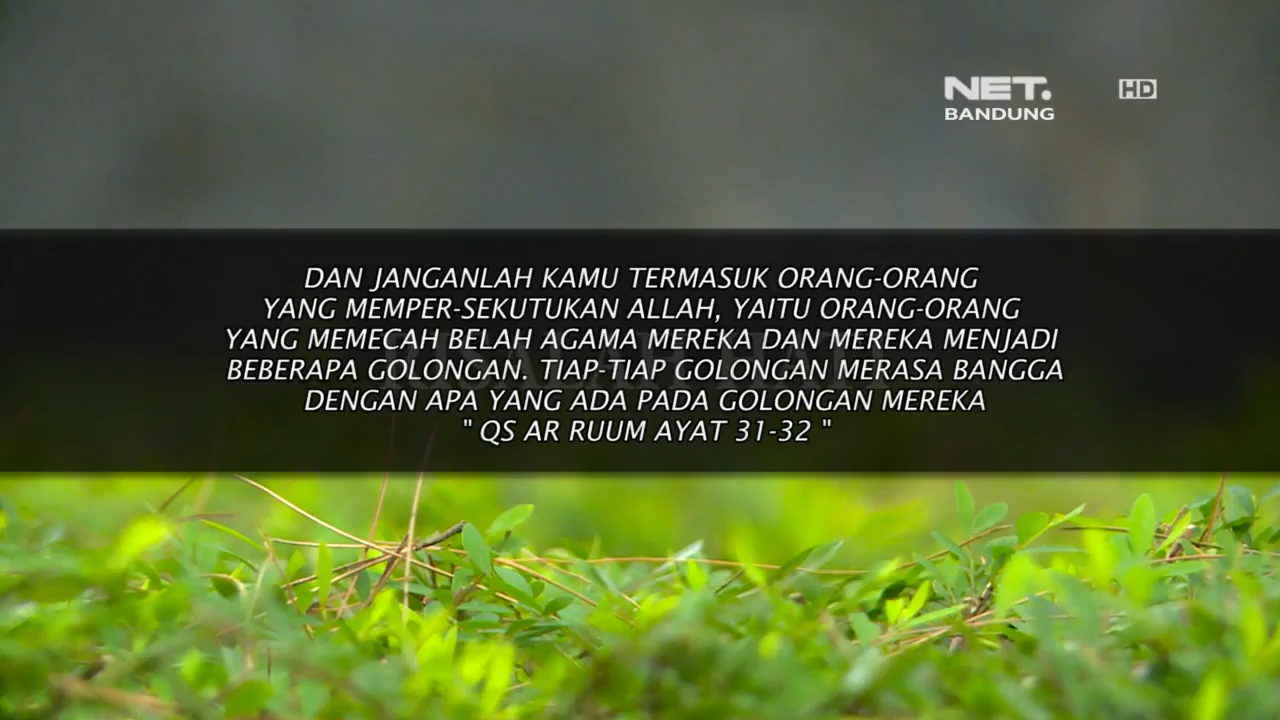 NET.
BANDUNG
HD
DAN JANGANLAH KAMU TERMASUK ORANG-ORANG
YANG MEMPER-SEKUTUKAN ALLAH, YAITU ORANG-ORANG
YANG MEMECAH BELAH AGAMA MEREKA DAN MEREKA MENJADI
BEBERAPA GOLONGAN. TIAP-TIAP GOLONGAN MERASA BANGGA
DENGAN APA YANG ADA PADA GOLONGAN MEREKA
" QS AR RUUM AYAT 31-32 "